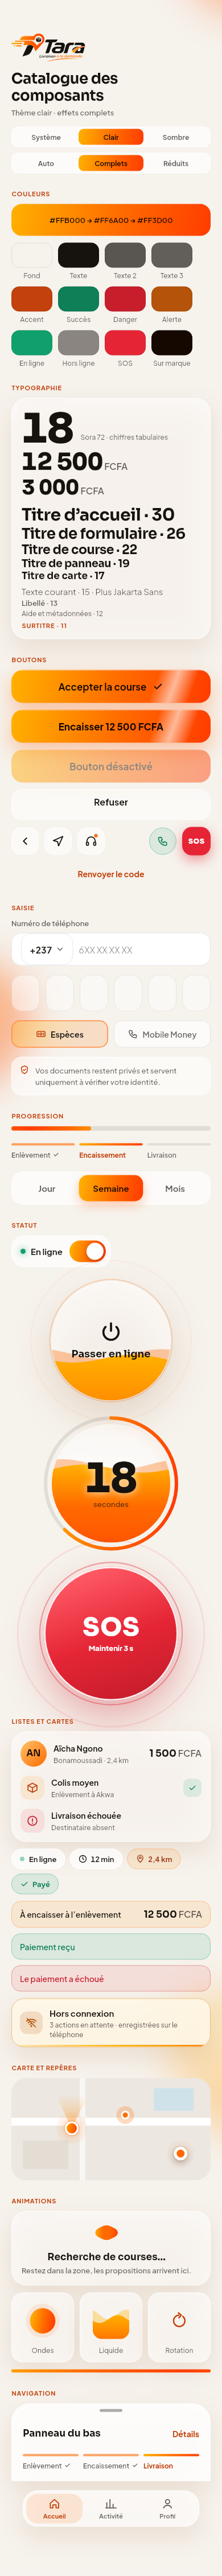 Tara
Livraison à la demande
Catalogue des
composants
Thème clair · effets complets
Système Clair Sombre
Auto Complets Réduits
COULEURS
#FFB000 → #FF6A00 → #FF3D00
Fond Texte Texte 2 Texte 3
Accent Succès Danger Alerte
En ligne Hors ligne SOS Sur marque
TYPOGRAPHIE
18 Sora 72 · chiffres tabulaires
12 500 FCFA
3 000 FCFA
Titre d’accueil · 30
Titre de formulaire · 26
Titre de course · 22
Titre de panneau · 19
Titre de carte · 17
Texte courant · 15 · Plus Jakarta Sans
Libellé · 13
Aide et métadonnées · 12
SURTITRE · 11
BOUTONS
Accepter la course
Encaisser 12 500 FCFA
Bouton désactivé
Refuser
SOS
Renvoyer le code
SAISIE
Numéro de téléphone
+237 6XX XX XX XX
Espèces Mobile Money
Vos documents restent privés et servent
uniquement à vérifier votre identité.
PROGRESSION
Enlèvement Encaissement Livraison
Jour Semaine Mois
STATUT
En ligne
Passer en ligne
18
secondes
SOS
Maintenir 3 s
LISTES ET CARTES
AN Aïcha Ngono 1 500 FCFA
Bonamoussadi · 2,4 km
Colis moyen
Enlèvement à Akwa
Livraison échouée
Destinataire absent
En ligne 12 min 2,4 km
Payé
À encaisser à l’enlèvement 12 500 FCFA
Paiement reçu
Le paiement a échoué
Hors connexion
3 actions en attente · enregistrées sur le
téléphone
CARTE ET REPÈRES
ANIMATIONS
Recherche de courses…
Restez dans la zone, les propositions arrivent ici.
Ondes Liquide Rotation
NAVIGATION
Panneau du bas Détails
Enlèvement Encaissement Livraison
Accueil Activité Profil